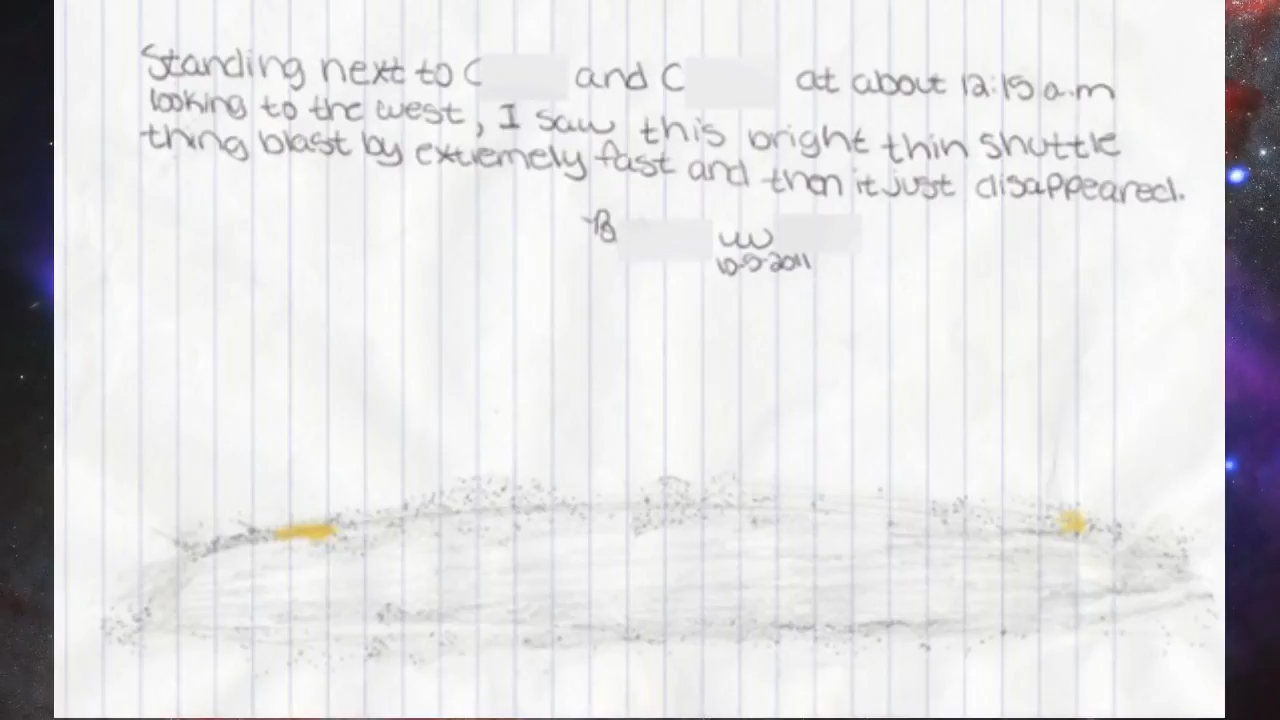 Standing next to C and C at about 12:15 a.m
looking to the west, I saw this bright thin shuttle
thing blast by extremely fast and then it just disappeared.
B W
10-5-2011